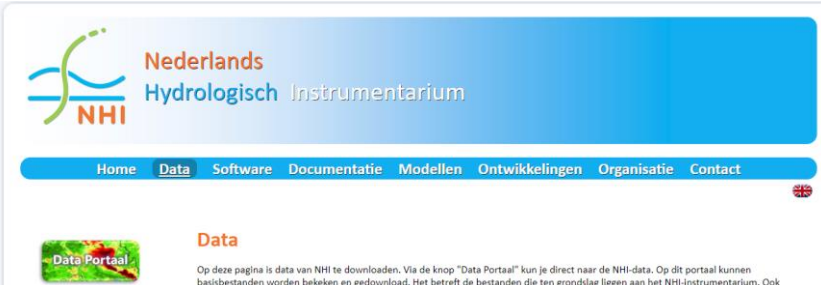 Nederlands
Hydrologisch Instrumentarium
NHI
Home Data Software Documentatie Modellen Ontwikkelingen Organisatie Contact
Data Portaal
Data
Op deze pagina is data van NHI te downloaden. Via de knop "Data Portaal" kun je direct naar de NHI-data. Op dit portaal kunnen
basisbestanden worden bekeken en gedownload. Het betreft de bestanden die ten grondslag liggen aan het NHI-instrumentarium. Ook